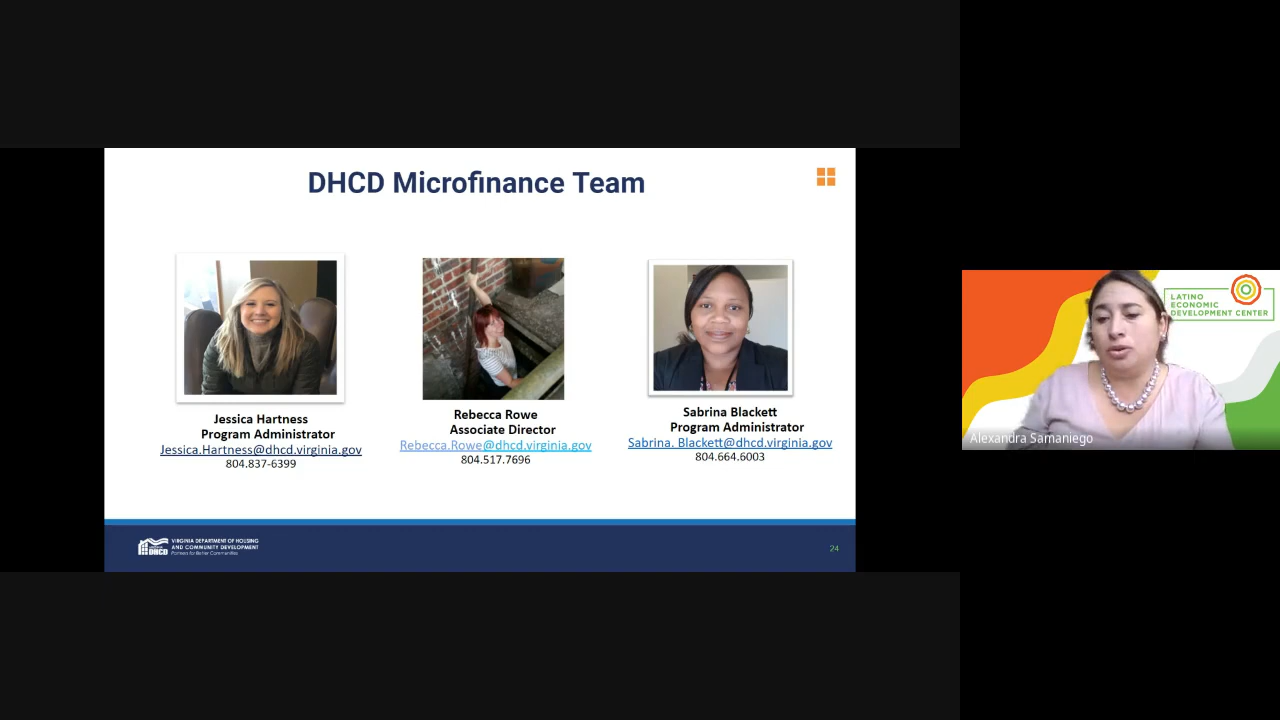 DHCD Microfinance Team
Jessica Hartness
Program Administrator
Jessica.Hartness@dhcd.virginia.gov
804.837-6399
Rebecca Rowe
Associate Director
Rebecca.Rowe@dhcd.virginia.gov
804.517.7696
Sabrina Blackett
Program Administrator
Sabrina. Blackett@dhcd.virginia.gov
804.664.6003
DHCD
VIRGINIA DEPARTMENT OF HOUSING
AND COMMUNITY DEVELOPMENT
Partners for Better Communities
24
LATINO
ECONOMIC
DEVELOPMENT CENTER
Alexandra Samaniego